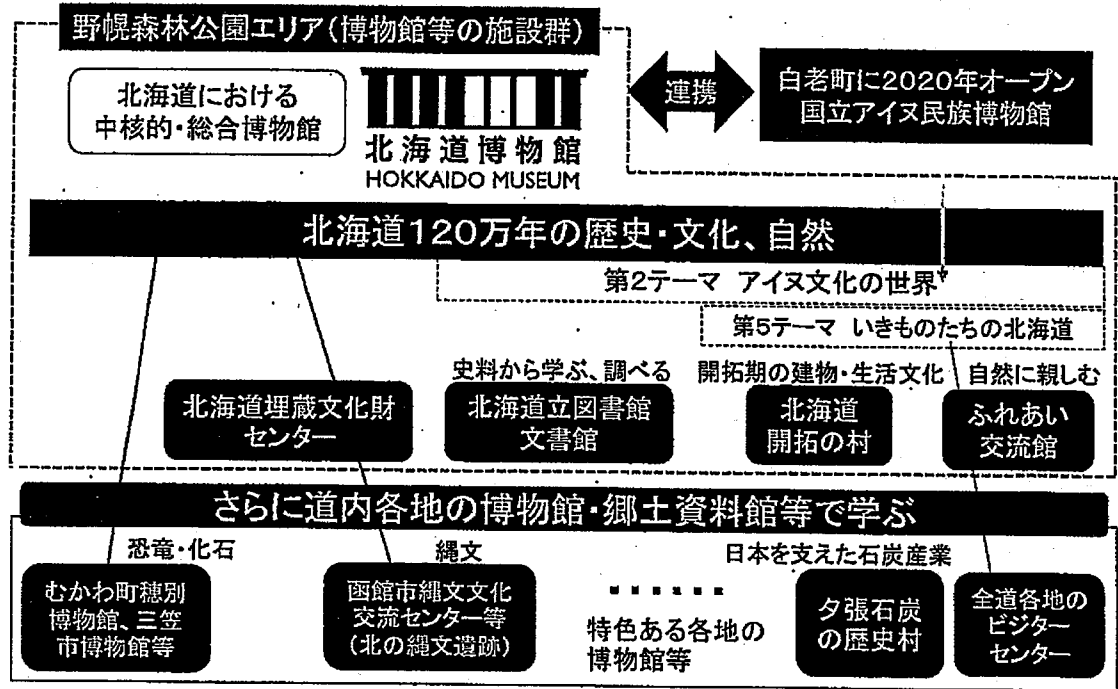 野幌森林公園エリア(博物館等の施設群)
北海道における
中核的・総合博物館
北海道博物館
HOKKAIDO MUSEUM
連携
白老町に2020年オープン
国立アイヌ民族博物館
北海道120万年の歴史・文化、自然
第2テーマ アイヌ文化の世界
第5テーマ いきものたちの北海道
北海道埋蔵文化財
センター
史料から学ぶ、調べる
北海道立図書館
文書館
開拓期の建物・生活文化
北海道
開拓の村
自然に親しむ
ふれあい
交流館
さらに道内各地の博物館・郷土資料館等で学ぶ
恐竜・化石
むかわ町穂別
博物館、三笠
市博物館等
縄文
函館市縄文文化
交流センター等
(北の縄文遺跡)
特色ある各地の
博物館等
日本を支えた石炭産業
夕張石炭
の歴史村
全道各地の
ビジター
センター